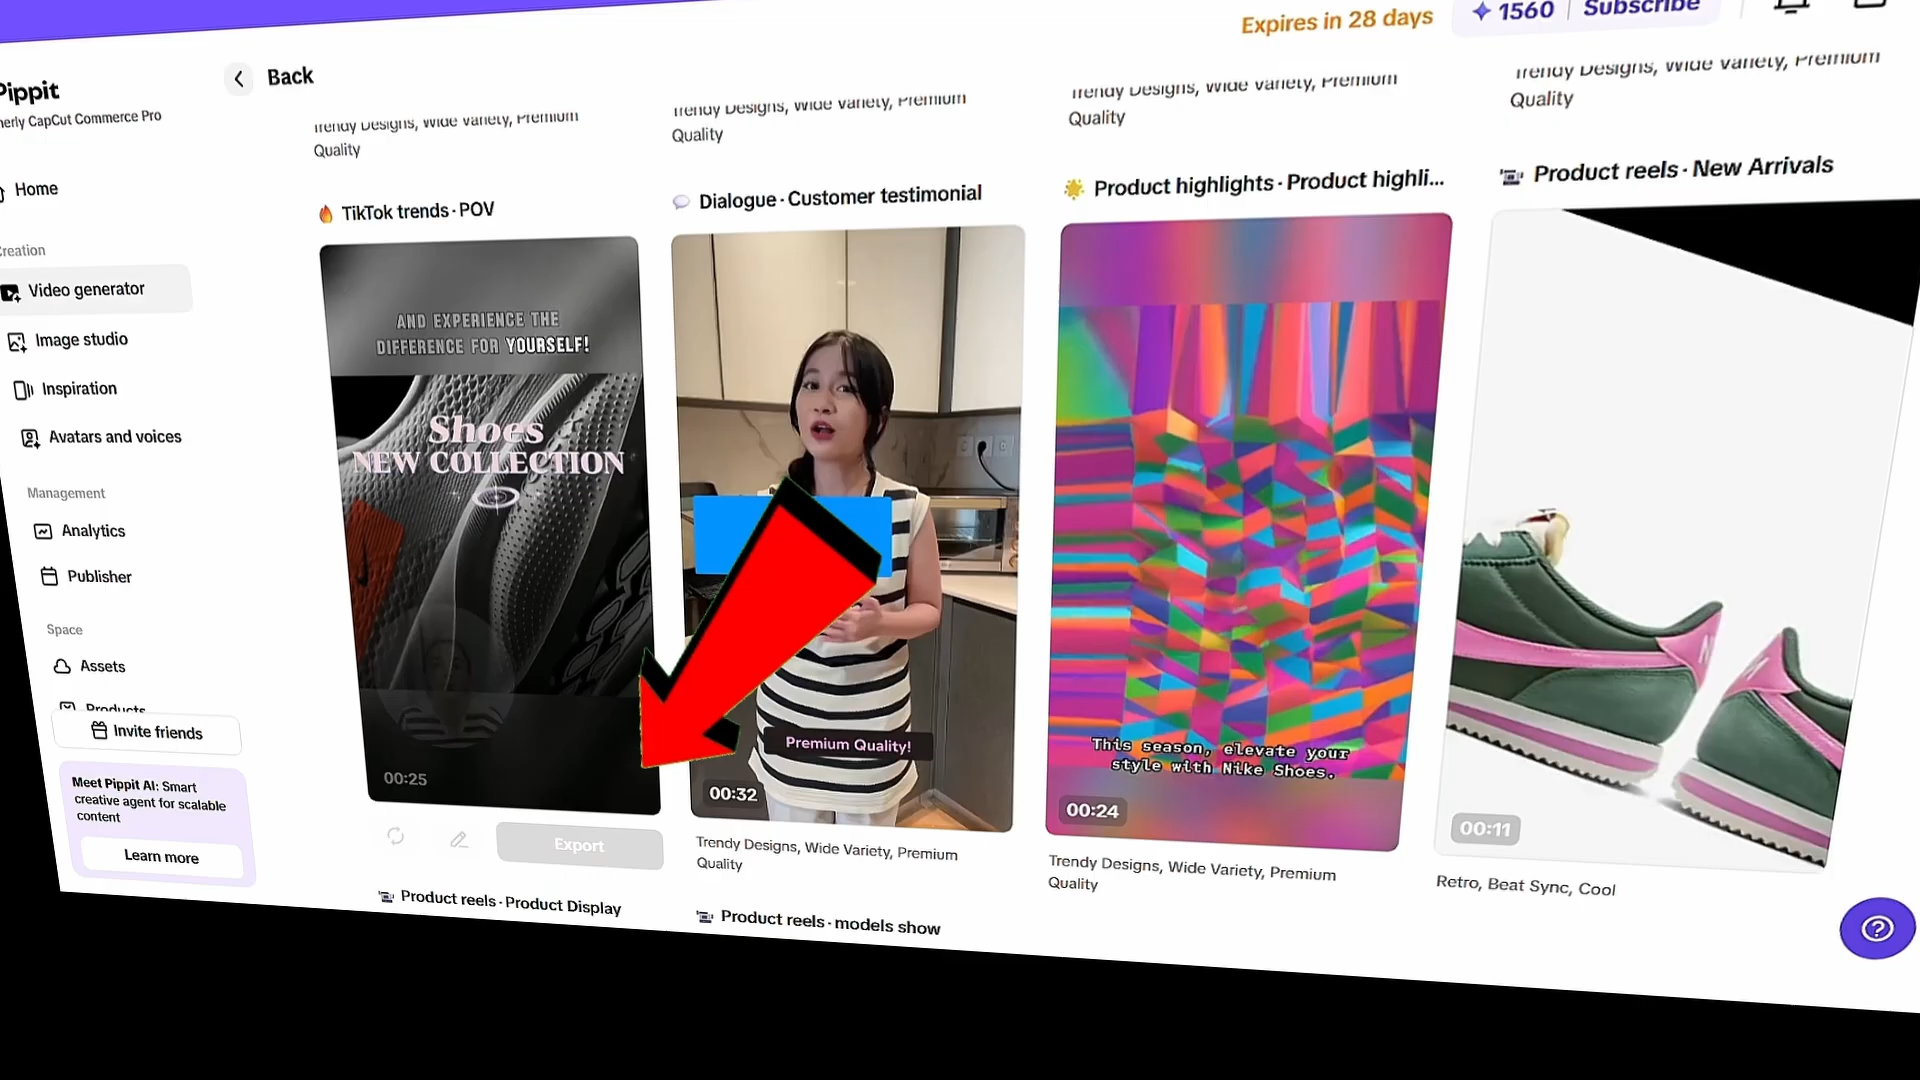 Expires in 28 days
1560
Subscribe
Pippit
merly CapCut Commerce Pro
Back
Home
Creation
Video generator
Image studio
Inspiration
Avatars and voices
Management
Analytics
Publisher
Space
Assets
Products
Invite friends
Meet Pippit AI: Smart
creative agent for scalable
content
Learn more
Trendy Designs, Wide Variety, Premium
Quality
Trendy Designs, Wide Variety, Premium
Quality
Trendy Designs, Wide Variety, Premium
Quality
Trendy Designs, Wide Variety, Premium
Quality
TikTok trends · POV
AND EXPERIENCE THE
DIFFERENCE FOR YOURSELF!
Shoes
NEW COLLECTION
00:25
Export
Dialogue · Customer testimonial
Premium Quality!
00:32
Trendy Designs, Wide Variety, Premium
Quality
Product highlights · Product highli...
This season, elevate your
style with Nike Shoes.
00:24
Trendy Designs, Wide Variety, Premium
Quality
Product reels · New Arrivals
00:11
Retro, Beat Sync, Cool
Product reels · Product Display
Product reels · models show